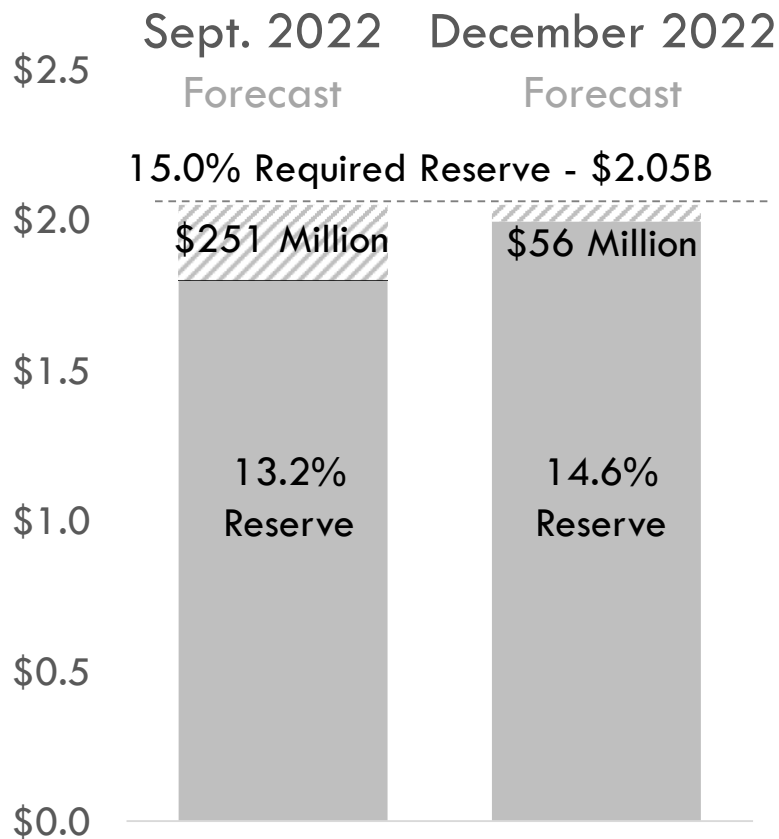 Sept. 2022
December 2022
Forecast
Forecast
$2.5
15.0% Required Reserve - $2.05B
$2.0
$251 Million
$56 Million
$1.5
13.2%
Reserve
14.6%
Reserve
$1.0
$0.5
$0.0